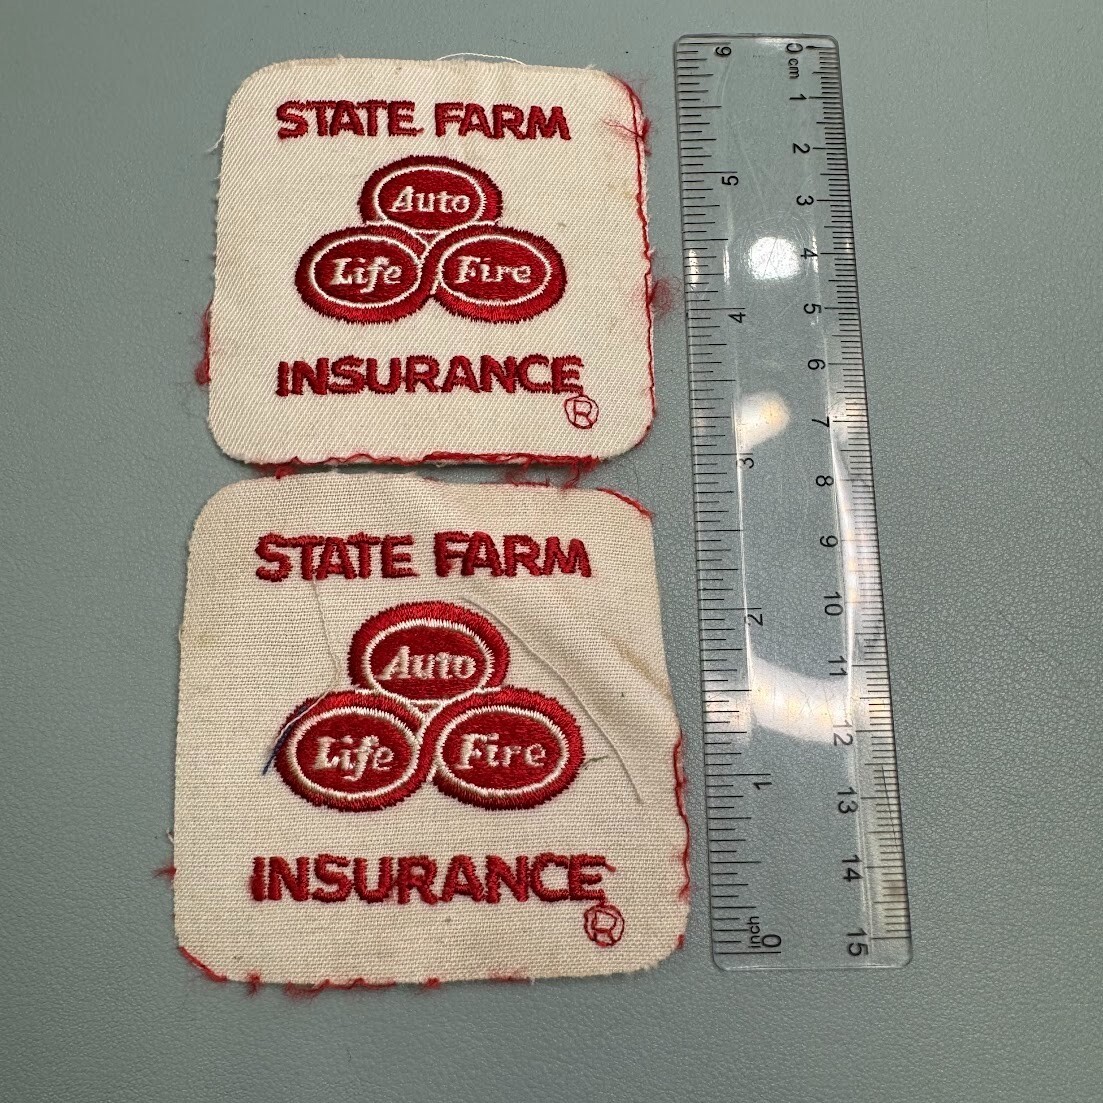 STATE FARM
Auto
Life Fire
INSURANCE
®
STATE FARM
Auto
Life Fire
INSURANCE
®
0 cm 1 2 3 4 5 6 7 8 9 10 11 12 13 14 15
6 5 4 3 2 1 0 inch